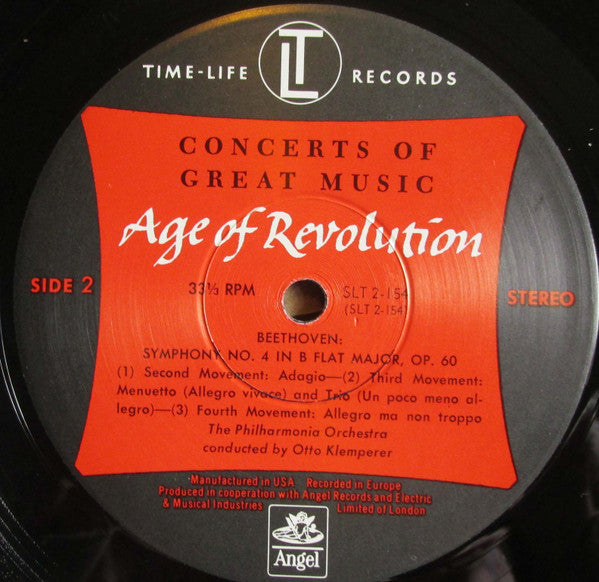 TIME-LIFE LT RECORDS
CONCERTS OF
GREAT MUSIC
Age of Revolution
SIDE 2 33⅓ RPM SLT 2-154 STEREO
(SLT 2-154)
BEETHOVEN:
SYMPHONY NO. 4 IN B FLAT MAJOR, OP. 60
(1) Second Movement: Adagio—(2) Third Movement:
Menuetto (Allegro vivace) and Trio (Un poco meno al-
legro)—(3) Fourth Movement: Allegro ma non troppo
The Philharmonia Orchestra
conducted by Otto Klemperer
Manufactured in USA Recorded in Europe
Produced in cooperation with Angel Records and Electric
& Musical Industries Limited of London
Angel